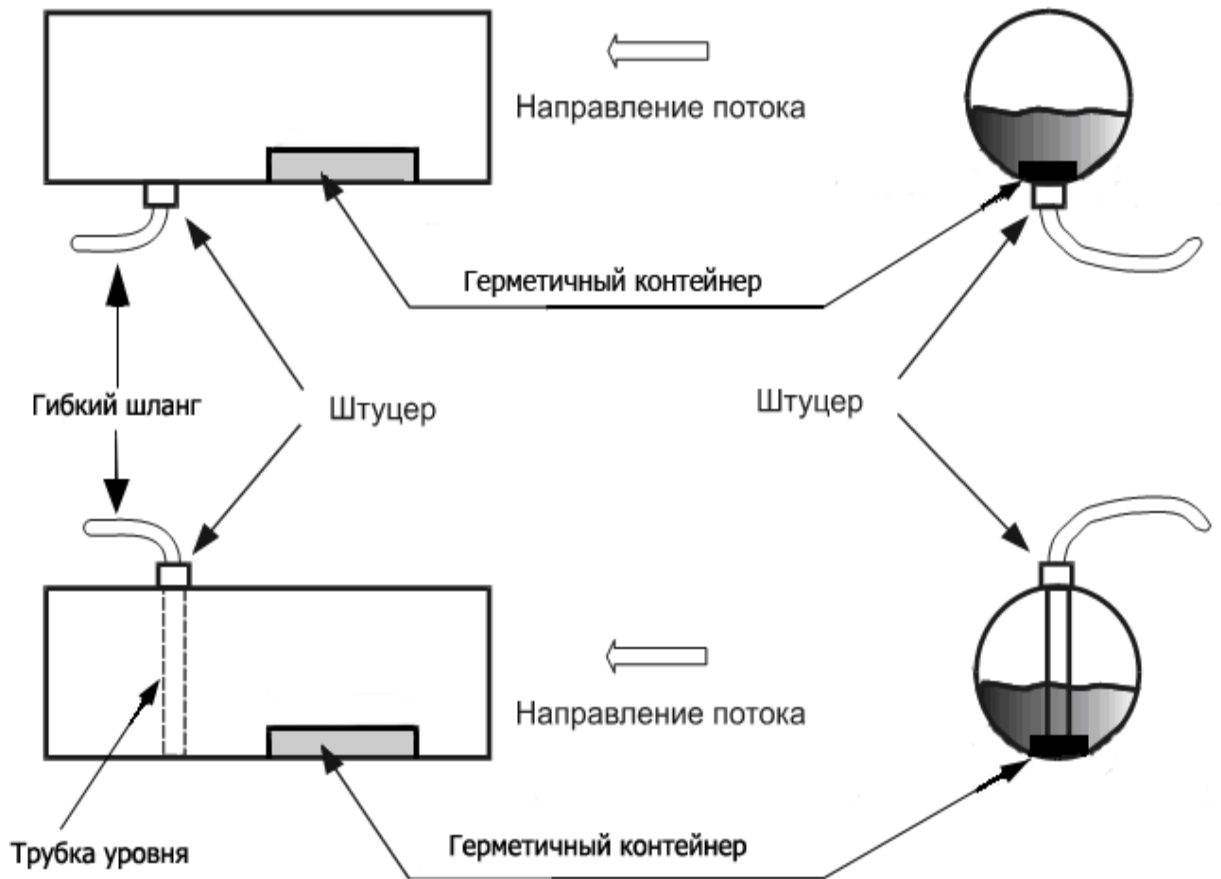 Направление потока
Герметичный контейнер
Гибкий шланг
Штуцер
Штуцер
Направление потока
Трубка уровня
Герметичный контейнер